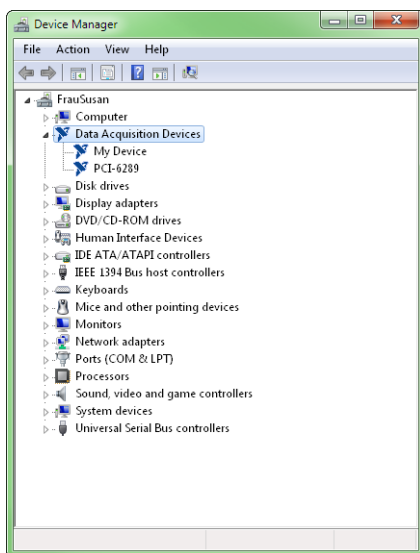 Device Manager
File Action View Help
FrauSusan
Computer
Data Acquisition Devices
My Device
PCI-6289
Disk drives
Display adapters
DVD/CD-ROM drives
Human Interface Devices
IDE ATA/ATAPI controllers
IEEE 1394 Bus host controllers
Keyboards
Mice and other pointing devices
Monitors
Network adapters
Ports (COM & LPT)
Processors
Sound, video and game controllers
System devices
Universal Serial Bus controllers